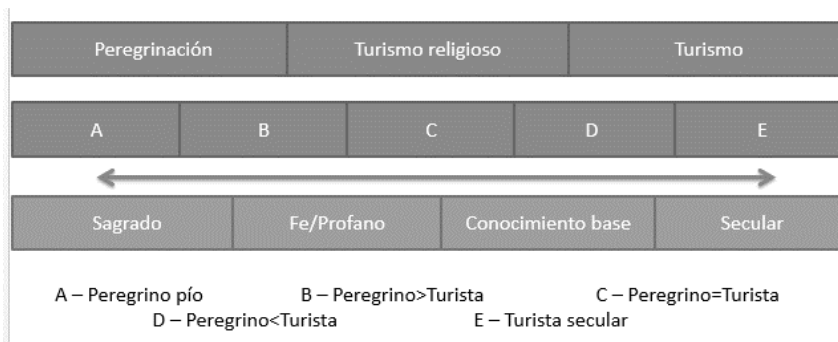 Peregrinación Turismo religioso Turismo
A B C D E
Sagrado Fe/Profano Conocimiento base Secular
A – Peregrino pío B – Peregrino>Turista C – Peregrino=Turista
D – Peregrino<Turista E – Turista secular